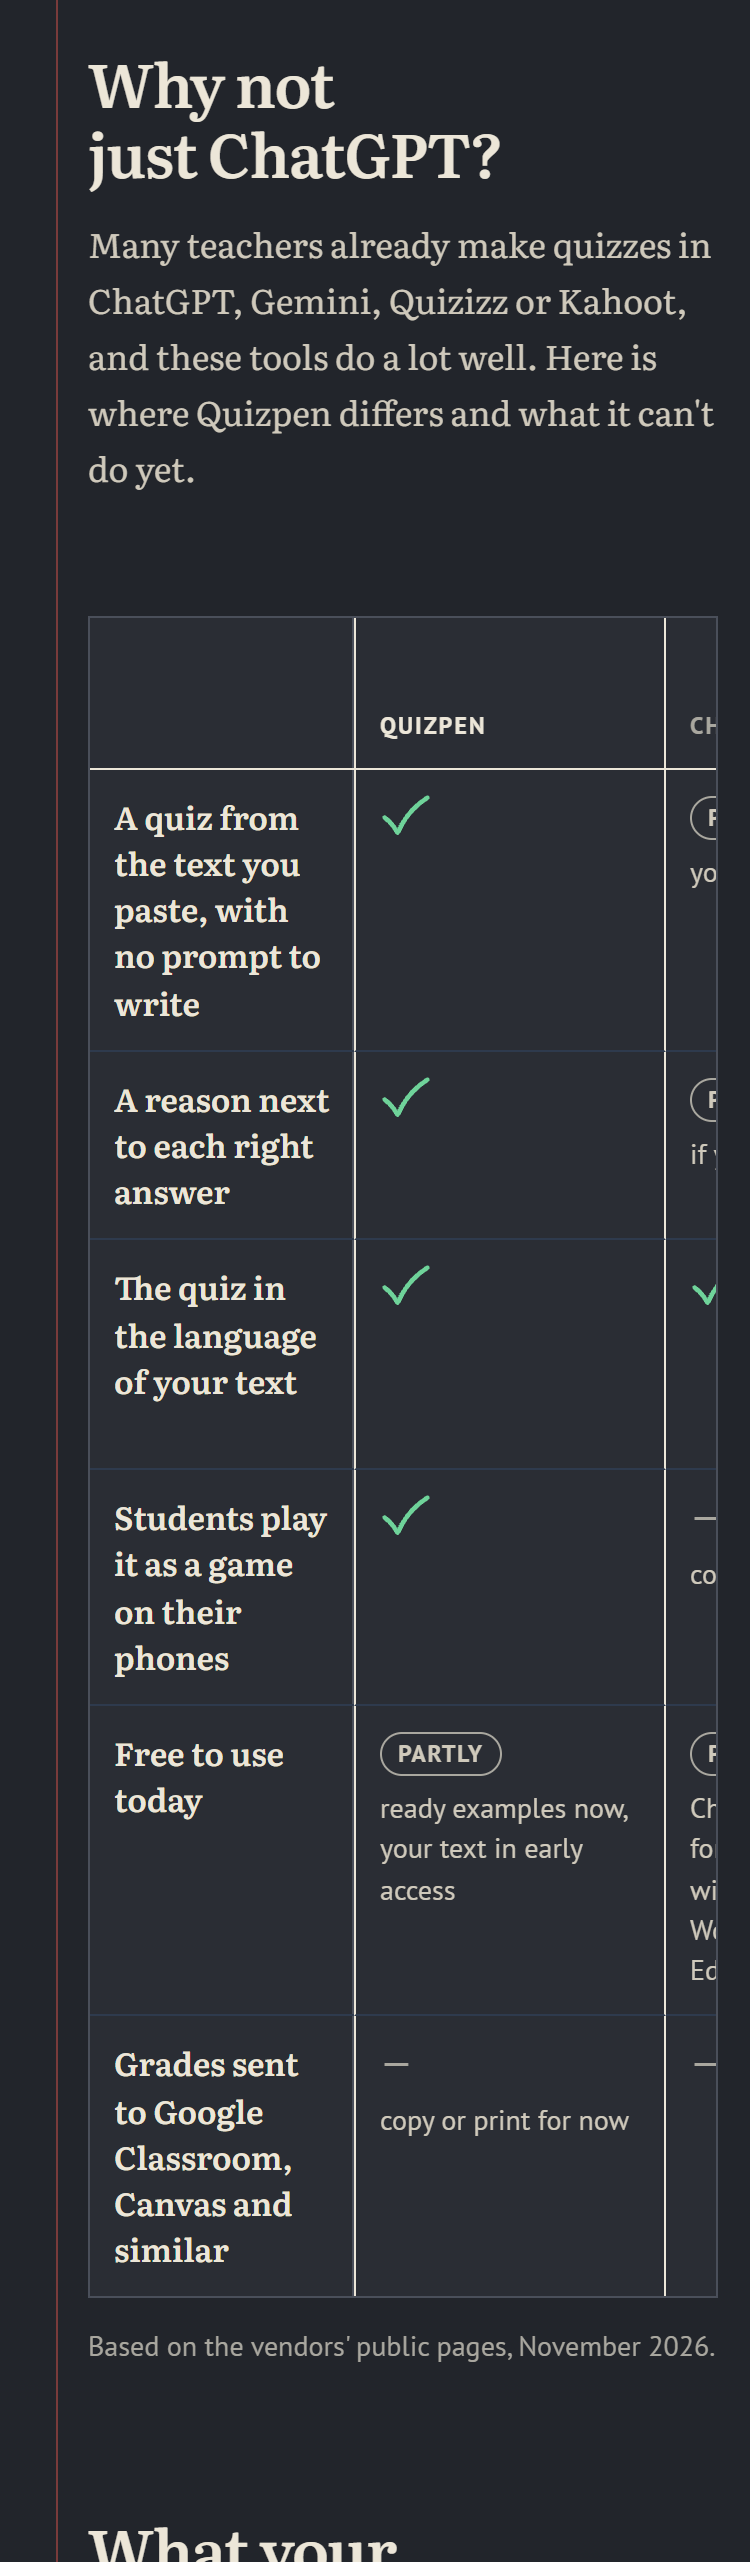 Why not
just ChatGPT?
Many teachers already make quizzes in
ChatGPT, Gemini, Quizizz or Kahoot,
and these tools do a lot well. Here is
where Quizpen differs and what it can't
do yet.
QUIZPEN
A quiz from
the text you
paste, with
no prompt to
write
A reason next
to each right
answer
if
The quiz in
the language
of your text
Students play
it as a game
on their
phones
Free to use
today
PARTLY
ready examples now,
your text in early
access
Grades sent
to Google
Classroom,
Canvas and
similar
—
copy or print for now
Based on the vendors' public pages, November 2026.
What your